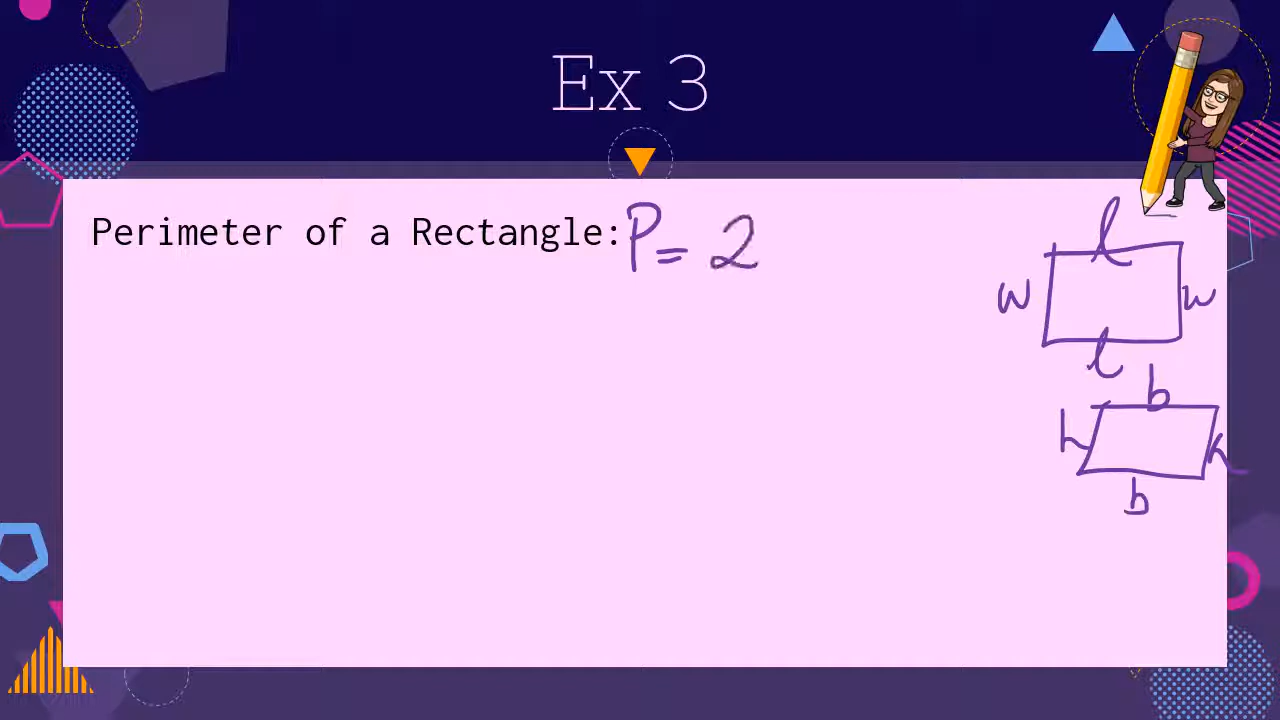 Ex 3
Perimeter of a Rectangle: P = 2
l
w w
l
b
h h
b